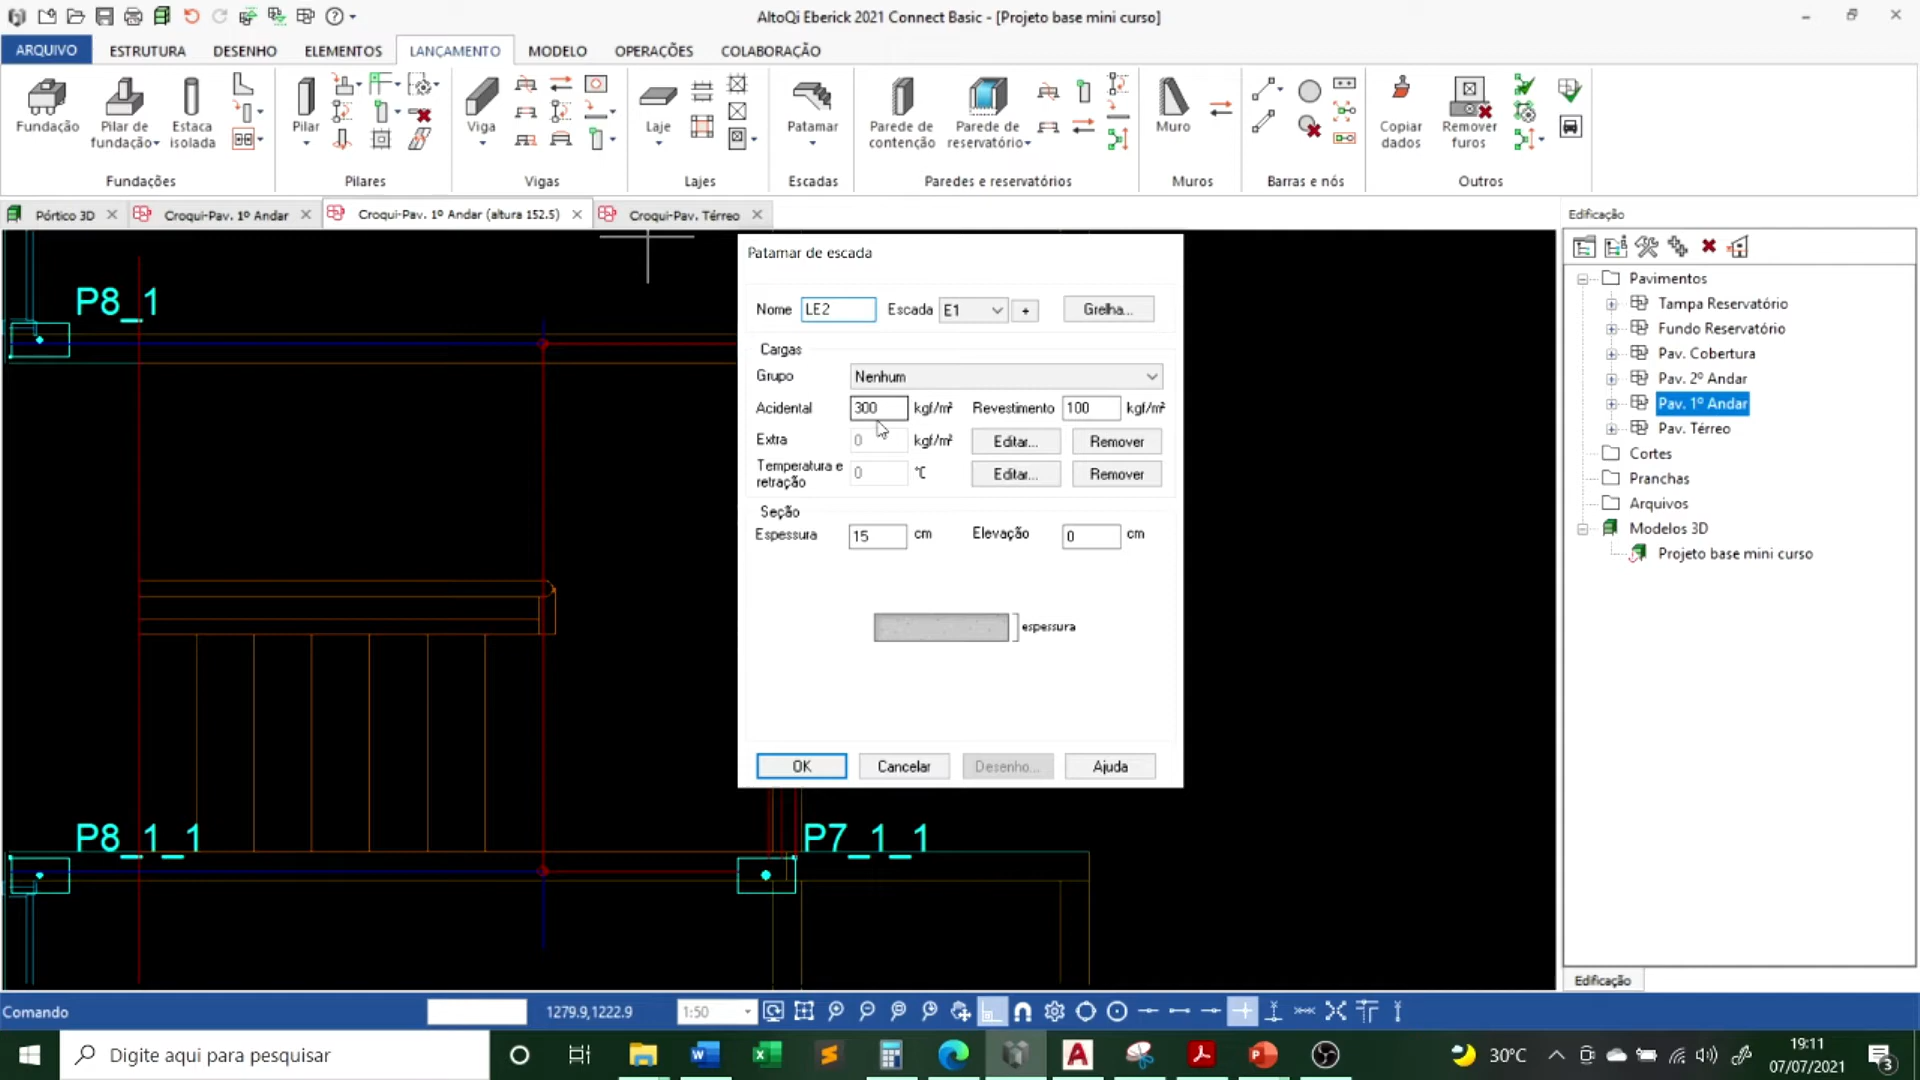 AltoQi Eberick 2021 Connect Basic - [Projeto base mini curso]
ARQUIVO ESTRUTURA DESENHO ELEMENTOS LANÇAMENTO MODELO OPERAÇÕES COLABORAÇÃO
Fundação Pilar de fundação Estaca isolada Pilar Viga Laje Patamar Parede de contenção Parede de reservatório Muro Copiar dados Remover furos
Fundações Pilares Vigas Lajes Escadas Paredes e reservatórios Muros Barras e nós Outros
Pórtico 3D Croqui-Pav. 1º Andar Croqui-Pav. 1º Andar (altura 152.5) Croqui-Pav. Térreo
P8_1
P8_1_1
P7_1_1
Patamar de escada
Nome LE2 Escada E1 + Grelha...
Cargas
Grupo Nenhum
Acidental 300 kgf/m² Revestimento 100 kgf/m²
Extra 0 kgf/m² Editar... Remover
Temperatura e retração 0 ℃ Editar... Remover
Seção
Espessura 15 cm Elevação 0 cm
espessura
OK Cancelar Desenho... Ajuda
Edificação
Pavimentos
Tampa Reservatório
Fundo Reservatório
Pav. Cobertura
Pav. 2º Andar
Pav. 1º Andar
Pav. Térreo
Cortes
Pranchas
Arquivos
Modelos 3D
Projeto base mini curso
Edificação
Comando 1279.9,1222.9 1:50
Digite aqui para pesquisar
30°C
19:11
07/07/2021
3